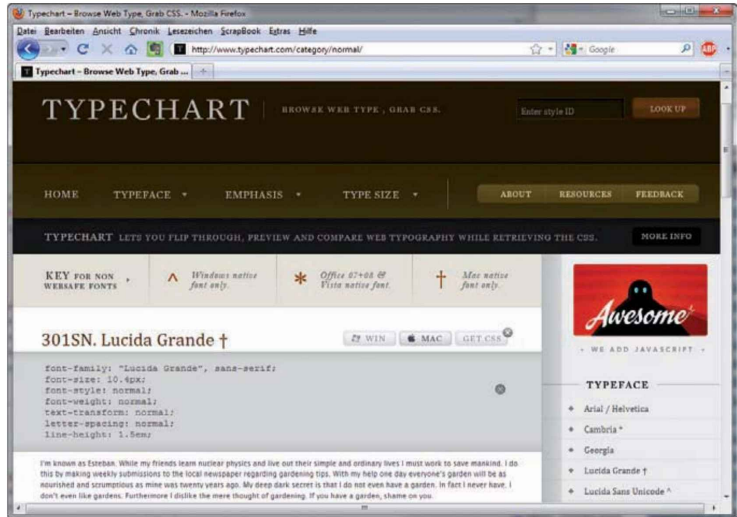 Typechart – Browse Web Type, Grab CSS. - Mozilla Firefox
Datei Bearbeiten Ansicht Chronik Lesezeichen ScrapBook Extras Hilfe
http://www.typechart.com/category/normal/
Google
ABP
Typechart – Browse Web Type, Grab ...
TYPECHART
BROWSE WEB TYPE, GRAB CSS.
Enter style ID
LOOK UP
HOME TYPEFACE EMPHASIS TYPE SIZE ABOUT RESOURCES FEEDBACK
TYPECHART LETS YOU FLIP THROUGH, PREVIEW AND COMPARE WEB TYPOGRAPHY WHILE RETRIEVING THE CSS. MORE INFO
KEY FOR NON
WEBSAFE FONTS
^ Windows native
font only.
* Office 07+08 &
Vista native font.
† Mac native
font only.
301SN. Lucida Grande †
WIN MAC GET CSS
font-family: "Lucida Grande", sans-serif;
font-size: 10.4px;
font-style: normal;
font-weight: normal;
text-transform: normal;
letter-spacing: normal;
line-height: 1.5em;
I'm known as Esteban. While my friends learn nuclear physics and live out their simple and ordinary lives I must work to save mankind. I do
this by making weekly submissions to the local newspaper regarding gardening tips. With my help one day everyone's garden will be as
nourished and scrumptious as mine was twenty years ago. My deep dark secret is that I do not even have a garden. In fact I never have. I
don't even like gardens. Furthermore I dislike the mere thought of gardening. If you have a garden, shame on you.
Awesome
WE ADD JAVASCRIPT
TYPEFACE
Arial / Helvetica
Cambria *
Georgia
Lucida Grande †
Lucida Sans Unicode ^